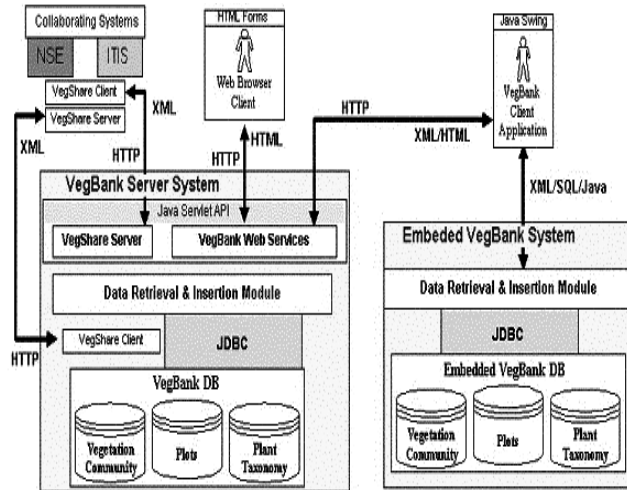 Collaborating Systems
NSE
ITIS
VegShare Client
VegShare Server
XML
XML
HTTP
HTTP
HTML Forms
Web Browser
Client
HTML
HTTP
Java Swing
VegBank
Client
Application
HTTP
XML/HTML
XML/SQL/Java
VegBank Server System
Java Servlet API
VegShare Server
VegBank Web Services
Data Retrieval & Insertion Module
VegShare Client
JDBC
VegBank DB
Vegetation
Community
Plots
Plant
Taxonomy
Embeded VegBank System
Data Retrieval & Insertion Module
JDBC
Embedded VegBank DB
Vegetation
Community
Plots
Plant
Taxonomy